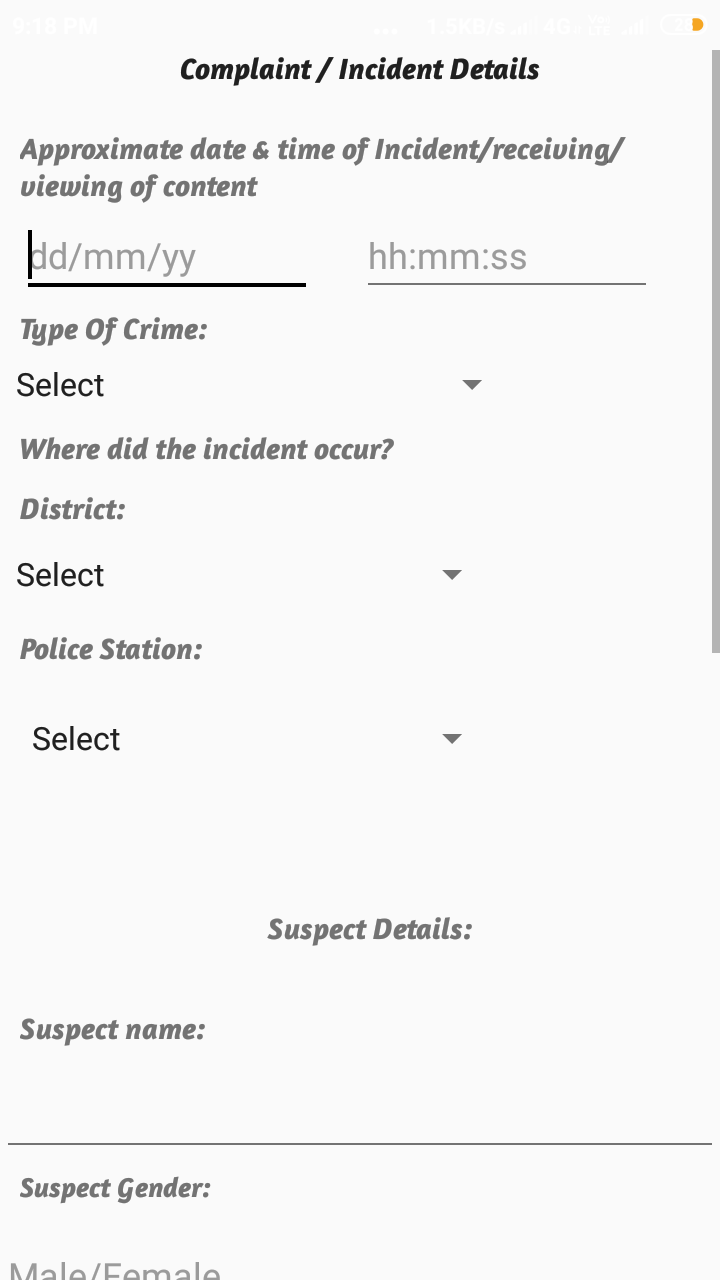 9:18 PM ... 1.5KB/s 4G
Complaint / Incident Details
Approximate date & time of Incident/receiving/
viewing of content
dd/mm/yy hh:mm:ss
Type Of Crime:
Select
Where did the incident occur?
District:
Select
Police Station:
Select
Suspect Details:
Suspect name:
Suspect Gender:
Male/Female